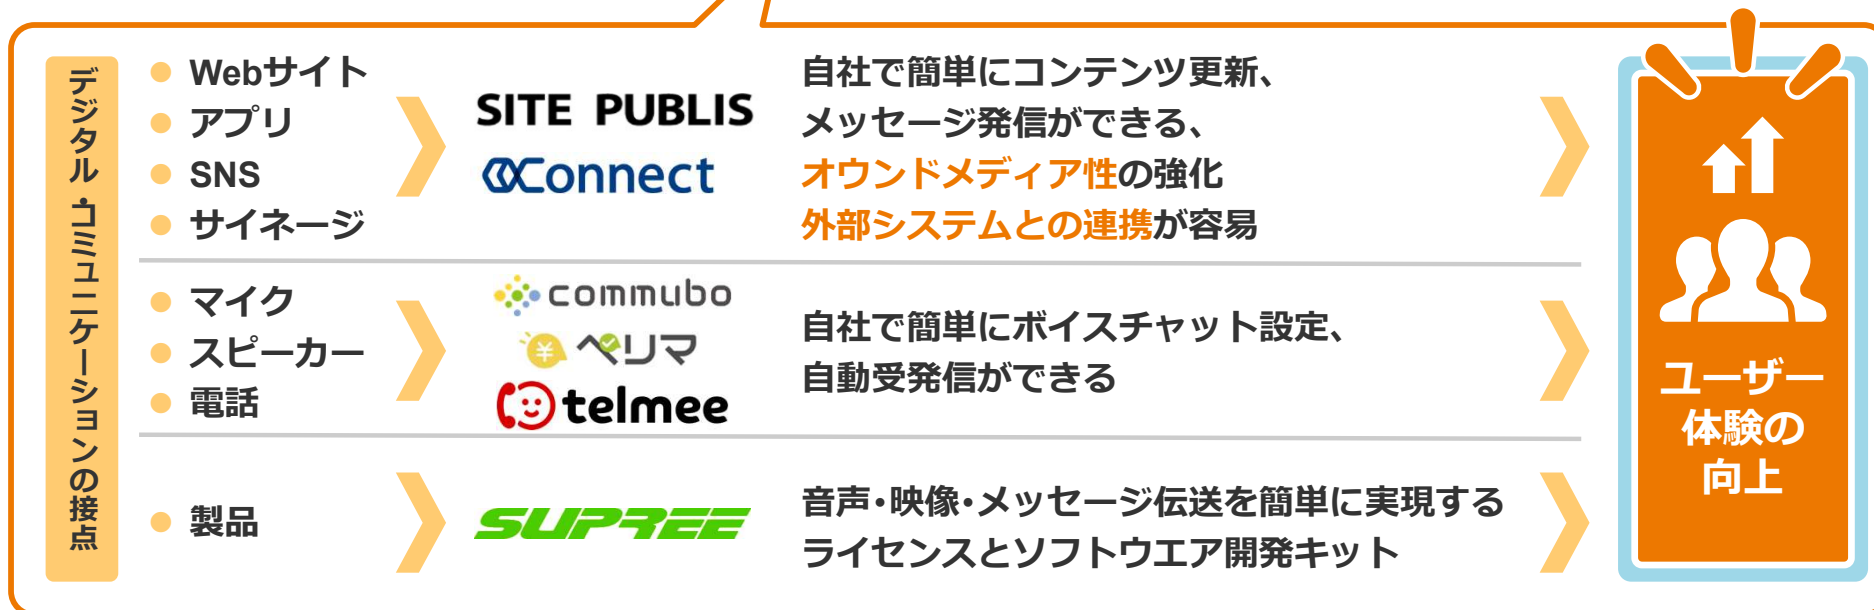 デジタル・コミュニケーションの接点
Webサイト
アプリ
SNS
サイネージ
SITE PUBLIS
Connect
自社で簡単にコンテンツ更新、
メッセージ発信ができる、
オウンドメディア性の強化
外部システムとの連携が容易
マイク
スピーカー
電話
commubo
ペリマ
telmee
自社で簡単にボイスチャット設定、
自動受発信ができる
製品
SUPREE
音声・映像・メッセージ伝送を簡単に実現する
ライセンスとソフトウエア開発キット
ユーザー
体験の
向上